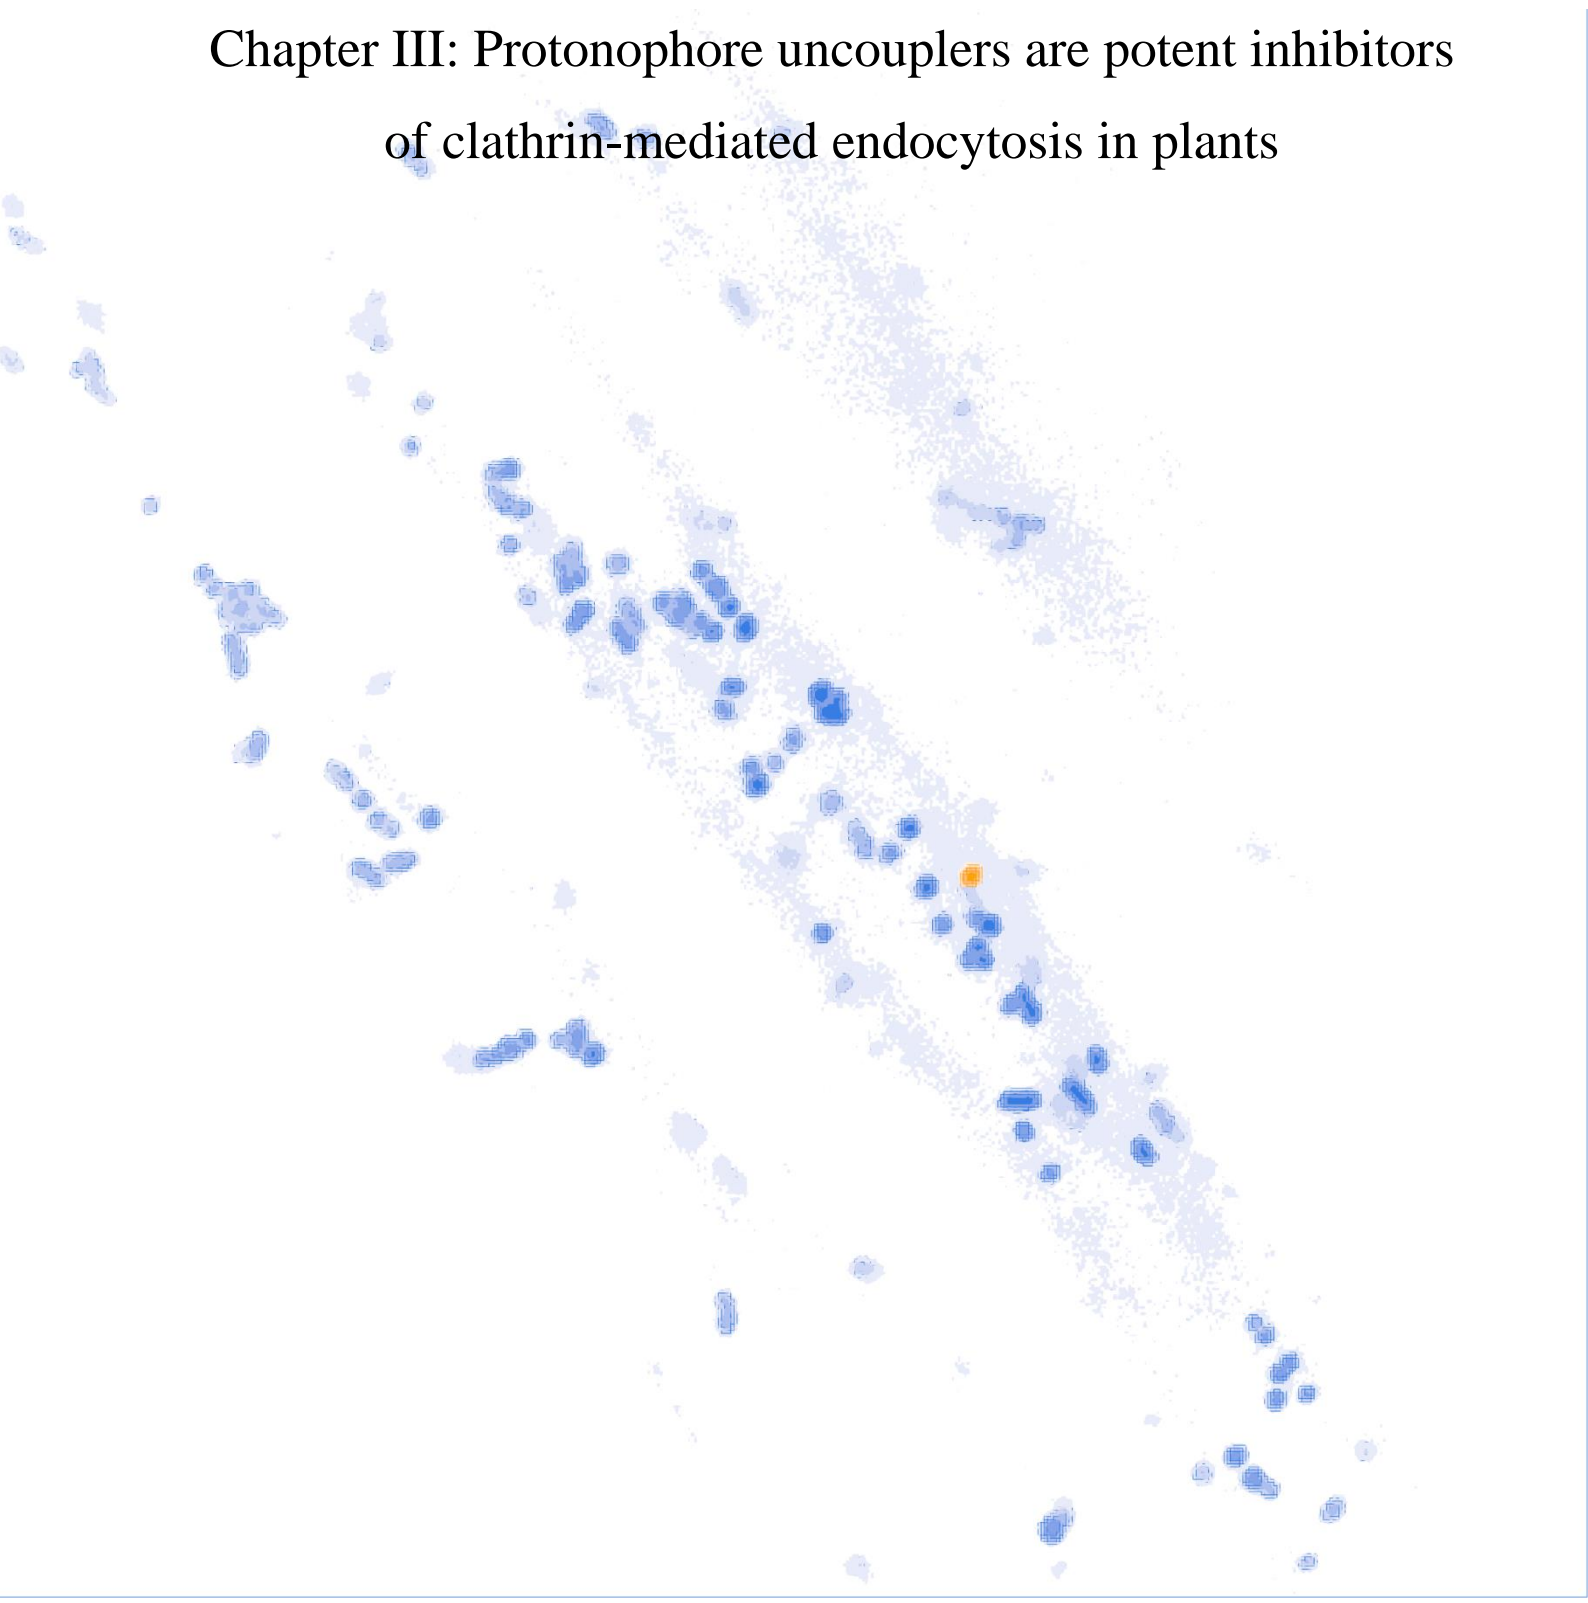 Chapter III: Protonophore uncouplers are potent inhibitors
of clathrin-mediated endocytosis in plants